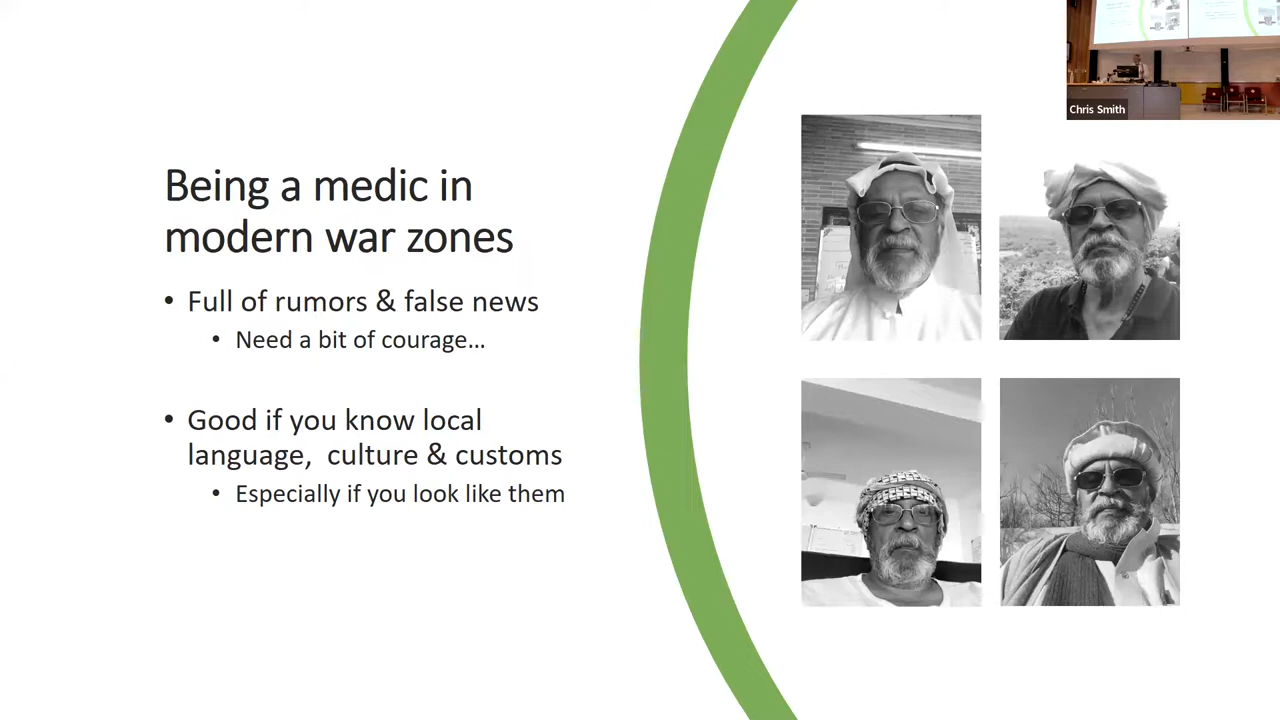 Being a medic in
modern war zones
• Full of rumors & false news
• Need a bit of courage...
• Good if you know local
language,  culture & customs
• Especially if you look like them
Chris Smith